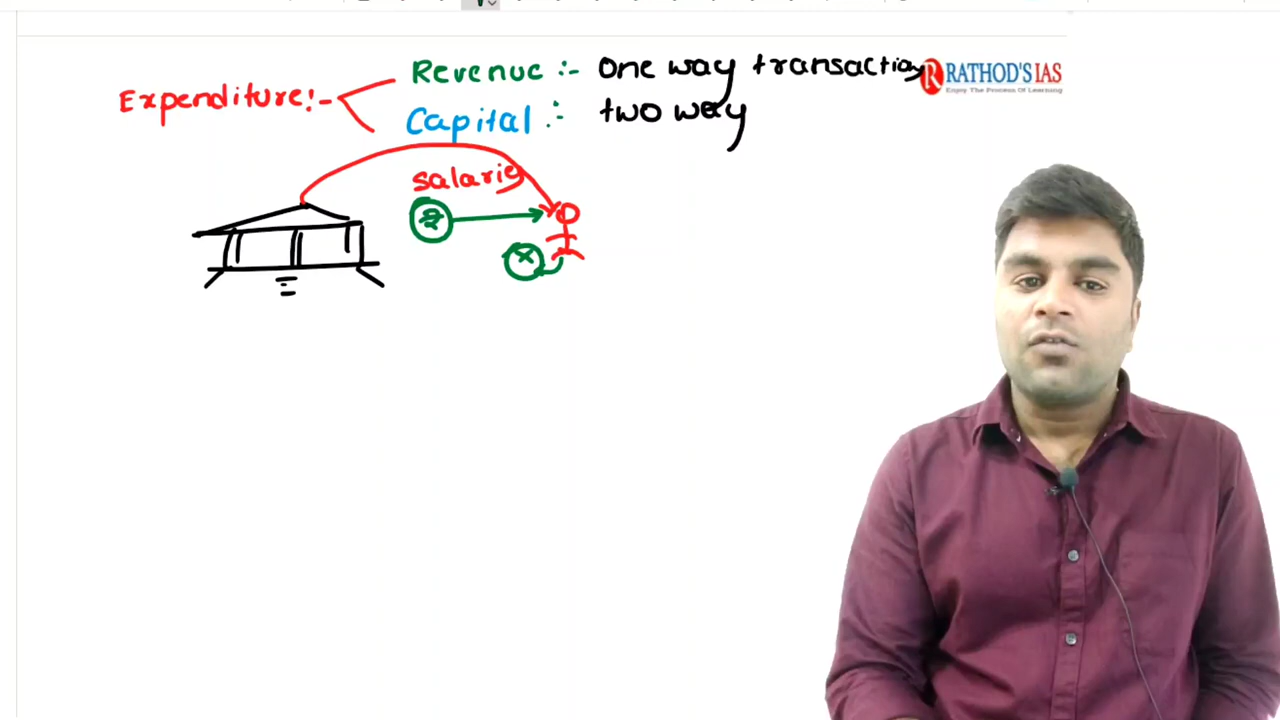 Revenue :- one way transaction
Expenditure:-
Capital :- two way
R RATHOD'S IAS
Enjoy The Process Of Learning
salaries
₹
X